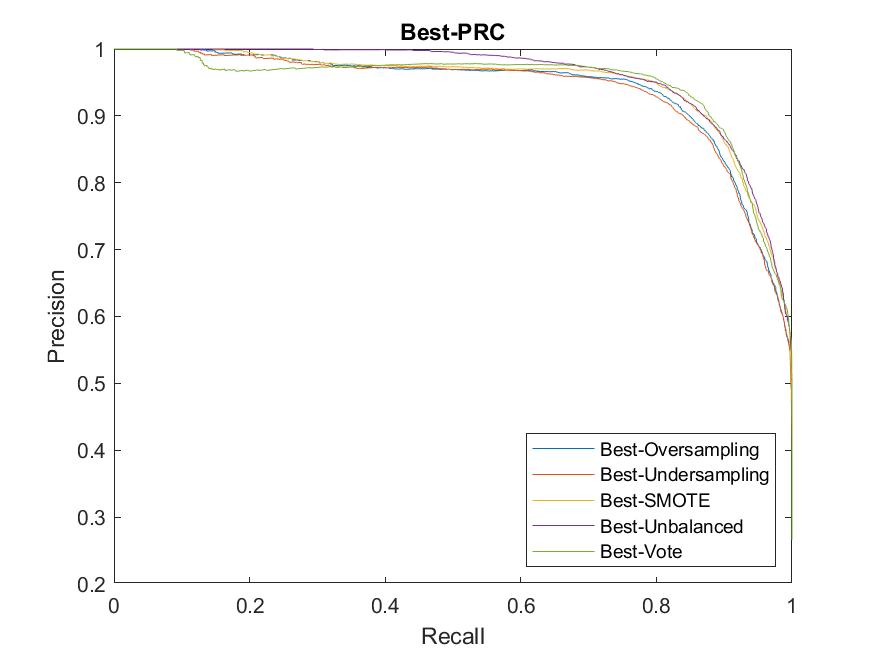 Best-PRC
1
0.9
0.8
0.7
0.6
0.5
0.4
0.3
0.2
Precision
0
0.2
0.4
0.6
0.8
1
Recall
Best-Oversampling
Best-Undersampling
Best-SMOTE
Best-Unbalanced
Best-Vote